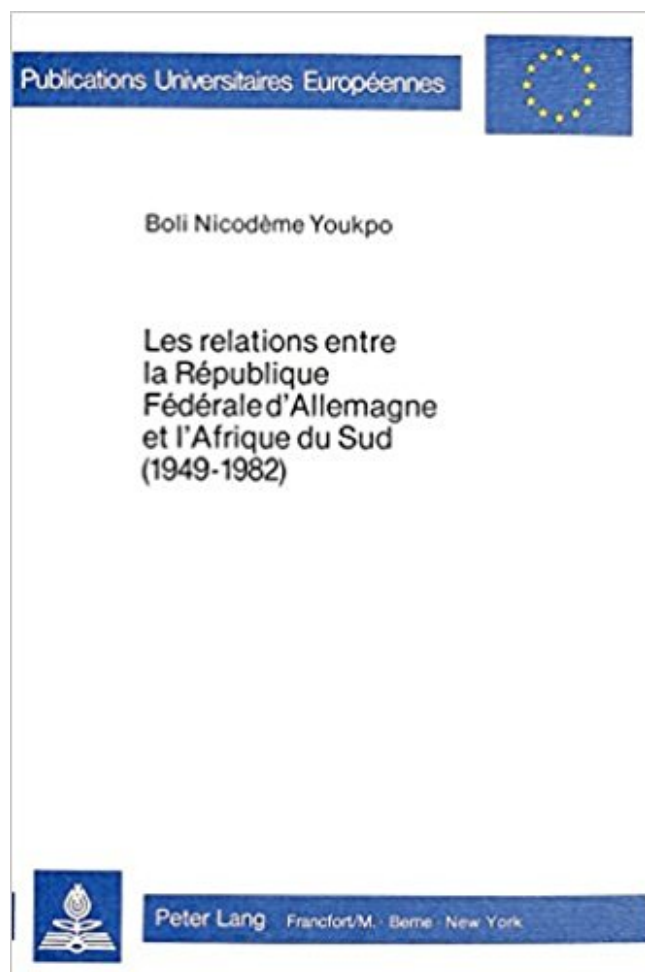 Publications Universitaires Européennes
Boli Nicodème Youkpo
Les relations entre
la République
Fédérale d'Allemagne
et l'Afrique du Sud
(1949-1982)
Peter Lang Francfort/M. · Berne · New York